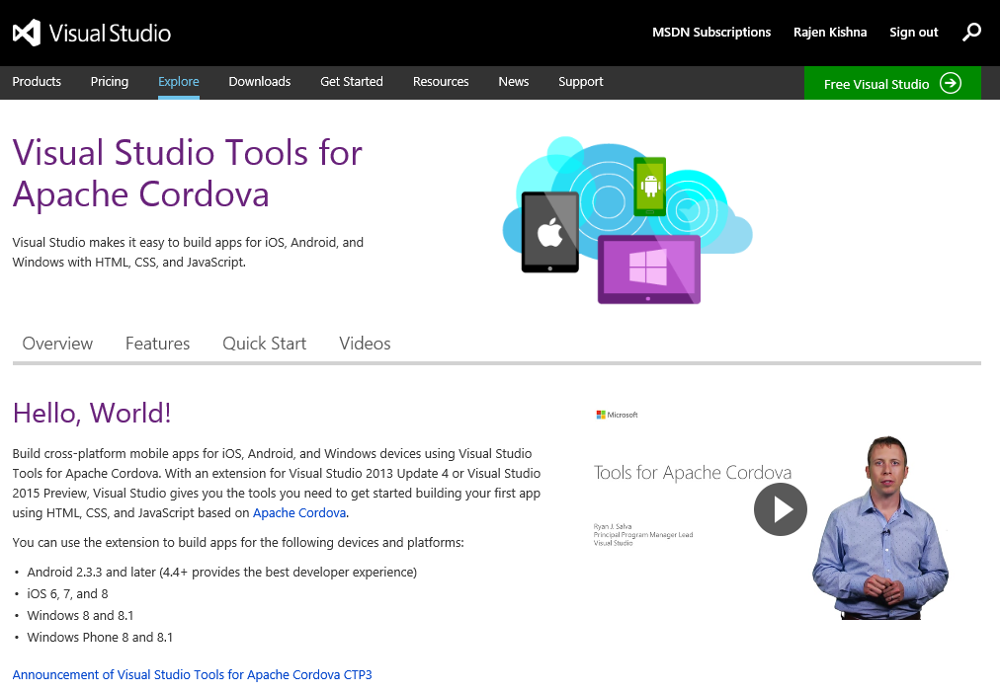 Visual Studio
MSDN Subscriptions Rajen Kishna Sign out
Products Pricing Explore Downloads Get Started Resources News Support Free Visual Studio
Visual Studio Tools for
Apache Cordova
Visual Studio makes it easy to build apps for iOS, Android, and
Windows with HTML, CSS, and JavaScript.
Overview Features Quick Start Videos
Hello, World!
Build cross-platform mobile apps for iOS, Android, and Windows devices using Visual Studio
Tools for Apache Cordova. With an extension for Visual Studio 2013 Update 4 or Visual Studio
2015 Preview, Visual Studio gives you the tools you need to get started building your first app
using HTML, CSS, and JavaScript based on Apache Cordova.
You can use the extension to build apps for the following devices and platforms:
• Android 2.3.3 and later (4.4+ provides the best developer experience)
• iOS 6, 7, and 8
• Windows 8 and 8.1
• Windows Phone 8 and 8.1
Announcement of Visual Studio Tools for Apache Cordova CTP3
Microsoft
Tools for Apache Cordova
Ryan J. Salva
Principal Program Manager Lead
Visual Studio